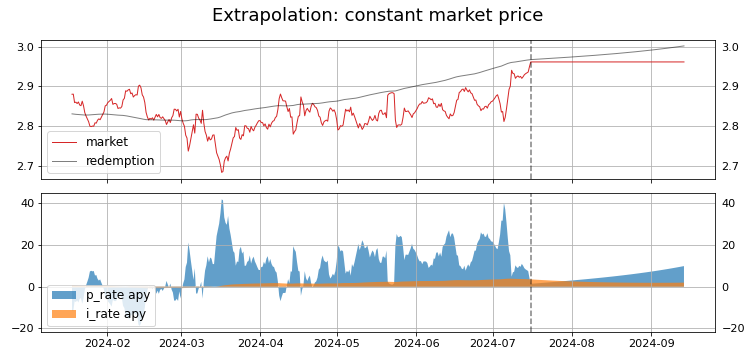 Extrapolation: constant market price
3.0 3.0
2.9 2.9
2.8 2.8
2.7 2.7
market
redemption
40 40
20 20
0 0
−20 −20
p_rate apy
i_rate apy
2024-02 2024-03 2024-04 2024-05 2024-06 2024-07 2024-08 2024-09